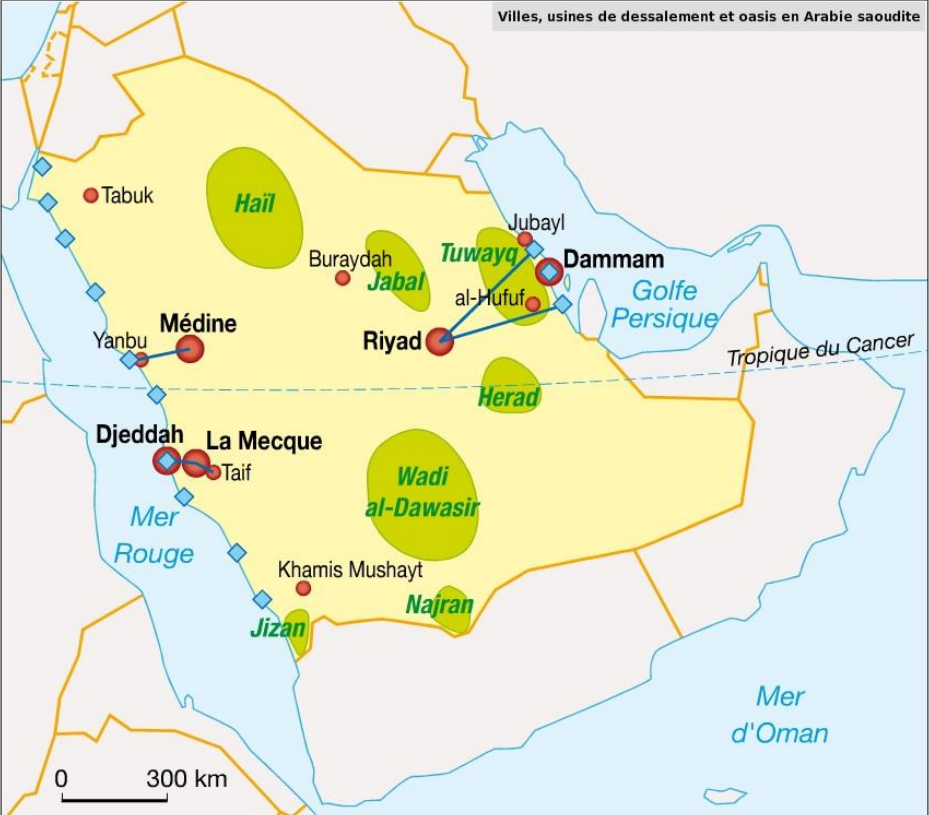 Villes, usines de dessalement et oasis en Arabie saoudite
Tabuk
Haïl
Jubayl
Buraydah
Jabal
Tuwayq
Dammam
al-Hufuf
Golfe
Persique
Yanbu
Médine
Riyad
Tropique du Cancer
Herad
Djeddah
La Mecque
Taif
Wadi
al-Dawasir
Mer
Rouge
Khamis Mushayt
Najran
Jizan
Mer
d'Oman
0 300 km